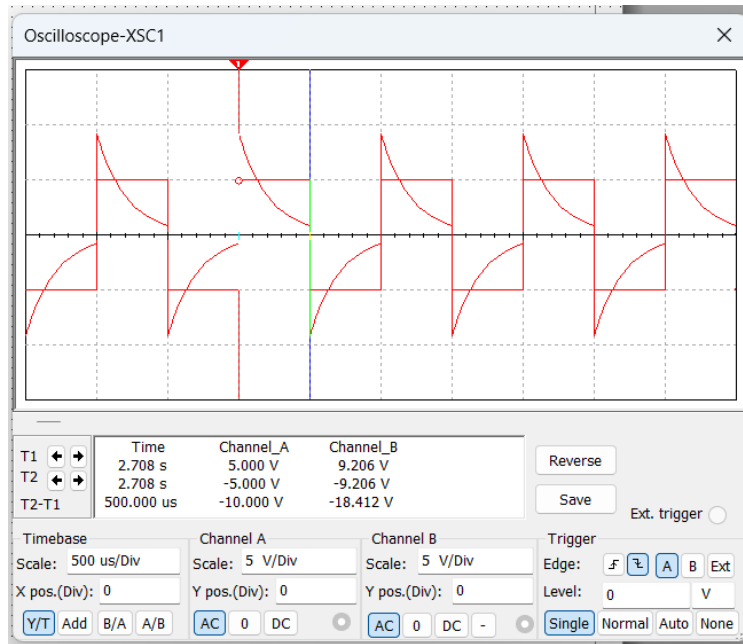 Oscilloscope-XSC1
1
Time Channel_A Channel_B
T1 2.708 s 5.000 V 9.206 V
T2 2.708 s -5.000 V -9.206 V
T2-T1 500.000 us -10.000 V -18.412 V
Reverse
Save
Ext. trigger
Timebase
Scale: 500 us/Div
X pos.(Div): 0
Y/T Add B/A A/B
Channel A
Scale: 5 V/Div
Y pos.(Div): 0
AC 0 DC
Channel B
Scale: 5 V/Div
Y pos.(Div): 0
AC 0 DC -
Trigger
Edge: A B Ext
Level: 0 V
Single Normal Auto None